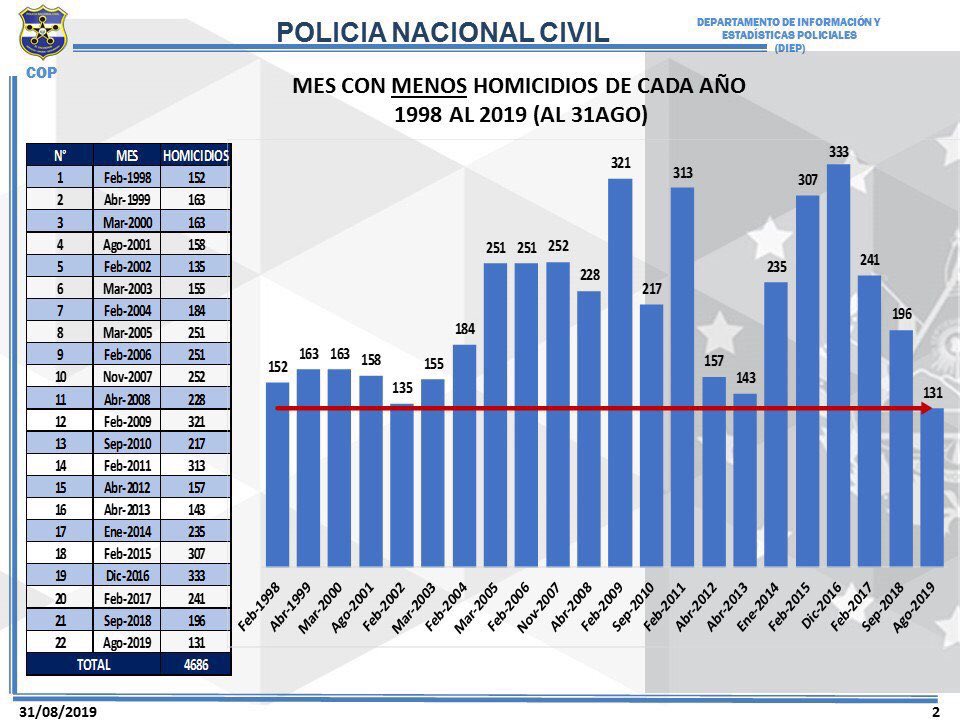 POLICIA NACIONAL CIVIL
DEPARTAMENTO DE INFORMACIÓN Y
ESTADÍSTICAS POLICIALES
(DIEP)
COP
MES CON MENOS HOMICIDIOS DE CADA AÑO
1998 AL 2019 (AL 31AGO)
N° MES HOMICIDIOS
1 Feb-1998 152
2 Abr-1999 163
3 Mar-2000 163
4 Ago-2001 158
5 Feb-2002 135
6 Mar-2003 155
7 Feb-2004 184
8 Mar-2005 251
9 Feb-2006 251
10 Nov-2007 252
11 Abr-2008 228
12 Feb-2009 321
13 Sep-2010 217
14 Feb-2011 313
15 Abr-2012 157
16 Abr-2013 143
17 Ene-2014 235
18 Feb-2015 307
19 Dic-2016 333
20 Feb-2017 241
21 Sep-2018 196
22 Ago-2019 131
TOTAL 4686
152 163 163 158 135 155 184 251 251 252 228 321 217 313 157 143 235 307 333 241 196 131
Feb-1998 Abr-1999 Mar-2000 Ago-2001 Feb-2002 Mar-2003 Feb-2004 Mar-2005 Feb-2006 Nov-2007 Abr-2008 Feb-2009 Sep-2010 Feb-2011 Abr-2012 Abr-2013 Ene-2014 Feb-2015 Dic-2016 Feb-2017 Sep-2018 Ago-2019
31/08/2019 2